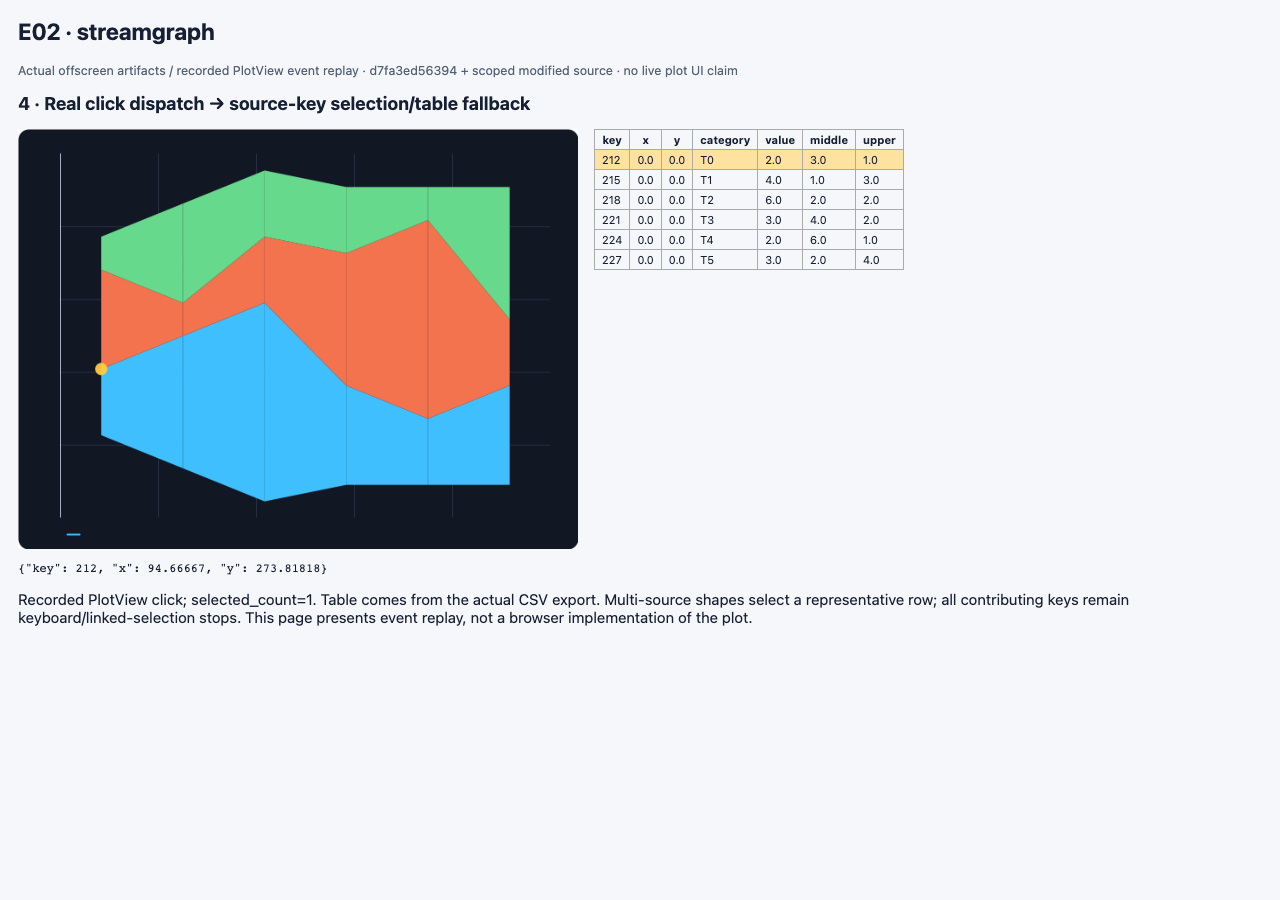 E02 · streamgraph
Actual offscreen artifacts / recorded PlotView event replay · d7fa3ed56394 + scoped modified source · no live plot UI claim
4 · Real click dispatch → source-key selection/table fallback
key x y category value middle upper
212 0.0 0.0 T0 2.0 3.0 1.0
215 0.0 0.0 T1 4.0 1.0 3.0
218 0.0 0.0 T2 6.0 2.0 2.0
221 0.0 0.0 T3 3.0 4.0 2.0
224 0.0 0.0 T4 2.0 6.0 1.0
227 0.0 0.0 T5 3.0 2.0 4.0
{"key": 212, "x": 94.66667, "y": 273.81818}
Recorded PlotView click; selected_count=1. Table comes from the actual CSV export. Multi-source shapes select a representative row; all contributing keys remain
keyboard/linked-selection stops. This page presents event replay, not a browser implementation of the plot.